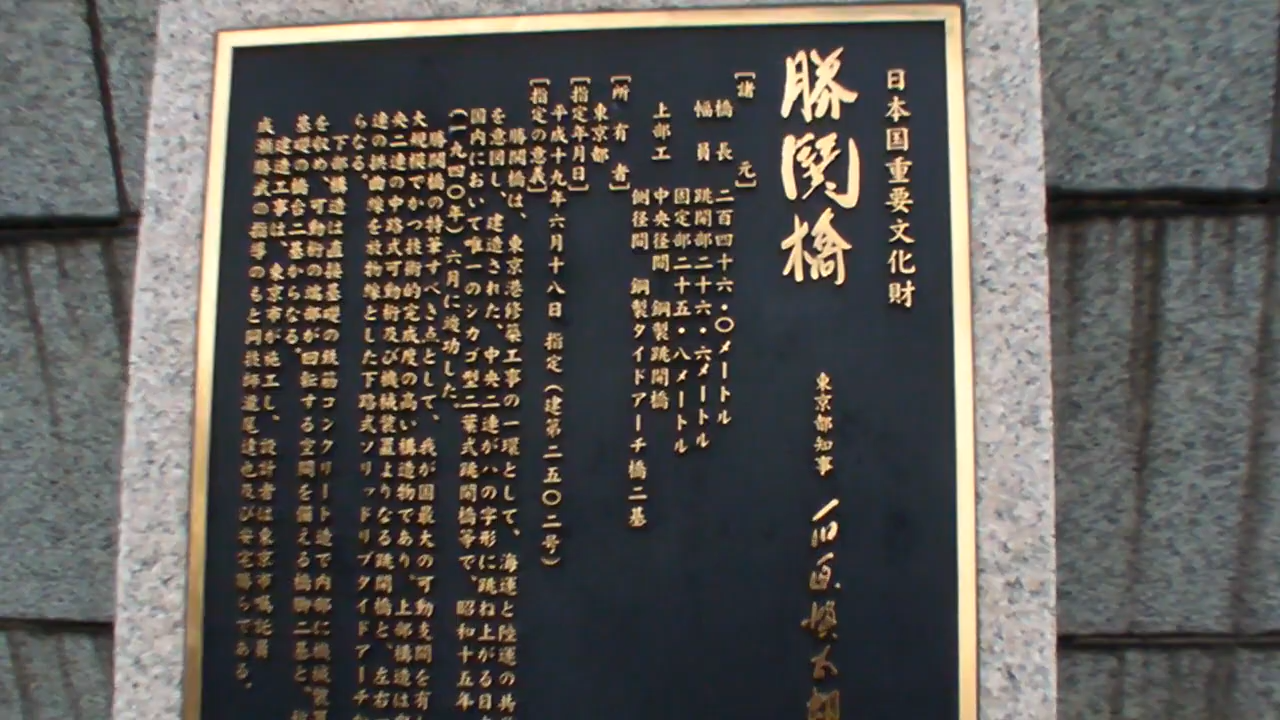 日本国重要文化財
勝鬨橋
東京都知事 石原慎太郎
［諸元］
橋長 二百四十六・〇メートル
幅員 跳開部二十六・六メートル
固定部二十五・八メートル
上部工 中央径間 鋼製跳開橋
側径間 鋼製タイドアーチ橋二基
［所有者］
東京都
［指定年月日］
平成十九年六月十八日 指定（建第二五〇二号）
［指定の意義］
勝鬨橋は、東京港修築工事の一環として、海運と陸運の共
を意図し、建造された、中央二連がハの字形に跳ね上がる
国内において唯一のシカゴ型二葉式跳開橋等で、昭和十五年
（一九四〇年）六月に竣功した。
勝鬨橋の特筆すべき点として、我が国最大の可動支間を有
大規模でかつ技術的完成度の高い構造物であり、上部構造は
央二連の中路式可動桁及び機械装置よりなる跳開橋と、左右
連の拱曲線を放物線とした下路式ソリッドリブタイドアーチ
らなる。
下部構造は直接基礎の鉄筋コンクリート造で内部に機械装置
を収め、可動桁の端部が回転する空間を備える橋脚二基と、
基礎の橋台二基からなる。
建造工事は、東京市が施工し、設計者は東京市嘱託員
成瀬勝武の指導のもと同技師滝尾達也及び安宅勝らである。